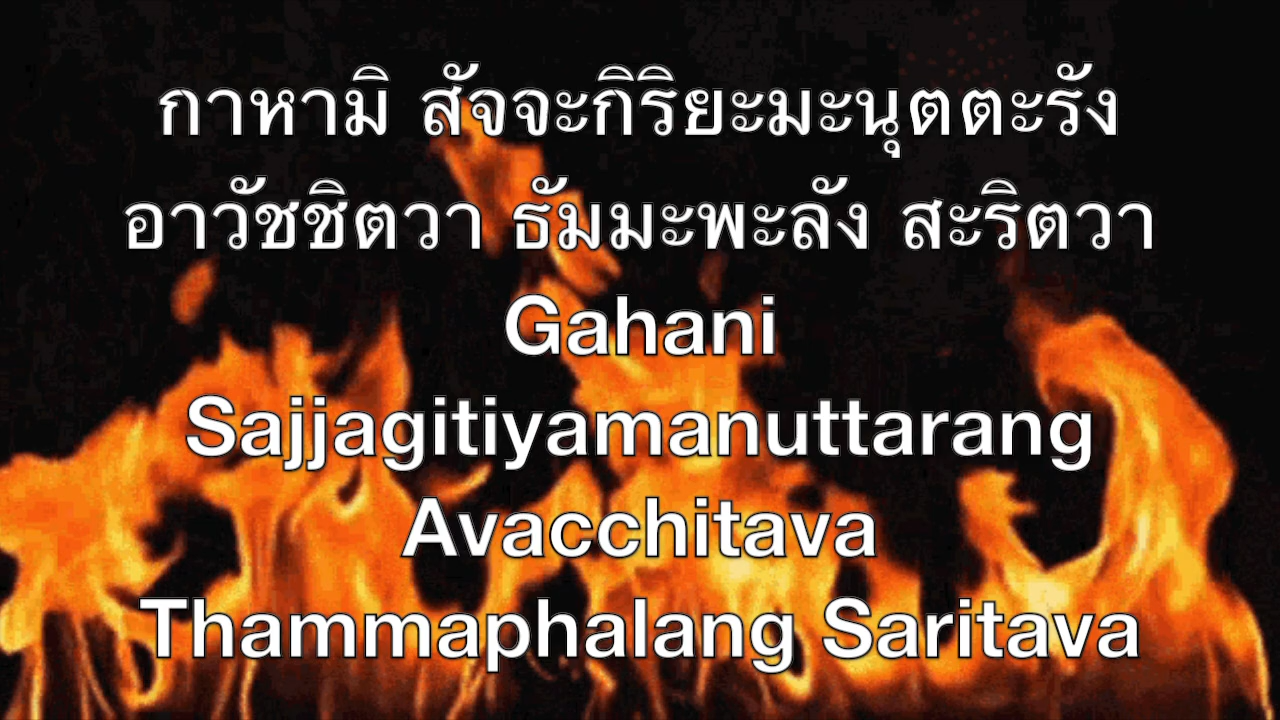 กาหามิ สัจจะกิริยะมะนุตตะรัง
อาวัชชิตวา ธัมมะพะลัง สะริตวา
Gahani
Sajjagitiyamanuttarang
Avacchitava
Thammaphalang Saritava